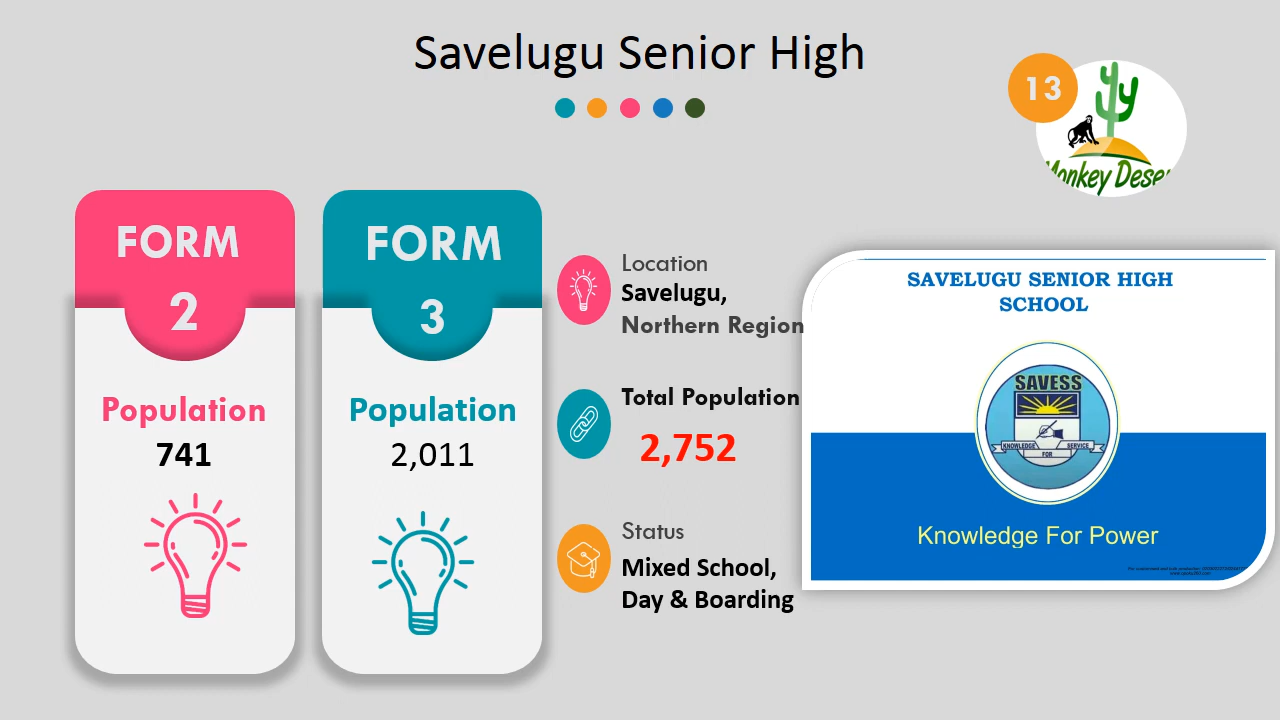 Savelugu Senior High
13
Monkey Deser
FORM
2
Population
741
FORM
3
Population
2,011
Location
Savelugu,
Northern Region
Total Population
2,752
Status
Mixed School,
Day & Boarding
SAVELUGU SENIOR HIGH
SCHOOL
SAVESS
KNOWLEDGE
SERVICE
FOR
Knowledge For Power